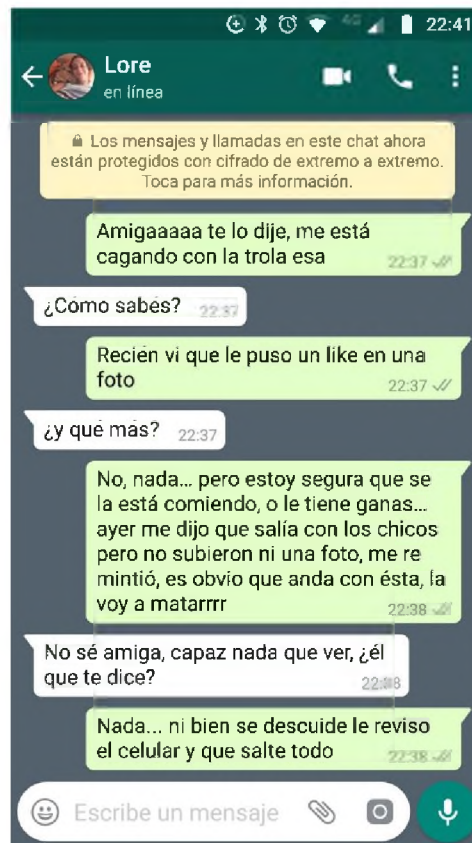 4G 22:41
Lore
en línea
Los mensajes y llamadas en este chat ahora
están protegidos con cifrado de extremo a extremo.
Toca para más información.
Amigaaaaa te lo dije, me está
cagando con la trola esa
22:37
¿Cómo sabés? 22:37
Recién vi que le puso un like en una
foto
22:37
¿y qué más? 22:37
No, nada... pero estoy segura que se
la está comiendo, o le tiene ganas...
ayer me dijo que salía con los chicos
pero no subieron ni una foto, me re
mintió, es obvio que anda con ésta, la
voy a matarrrr
22:38
No sé amiga, capaz nada que ver, ¿él
que te dice?
22:38
Nada... ni bien se descuide le reviso
el celular y que salte todo
22:38
Escribe un mensaje